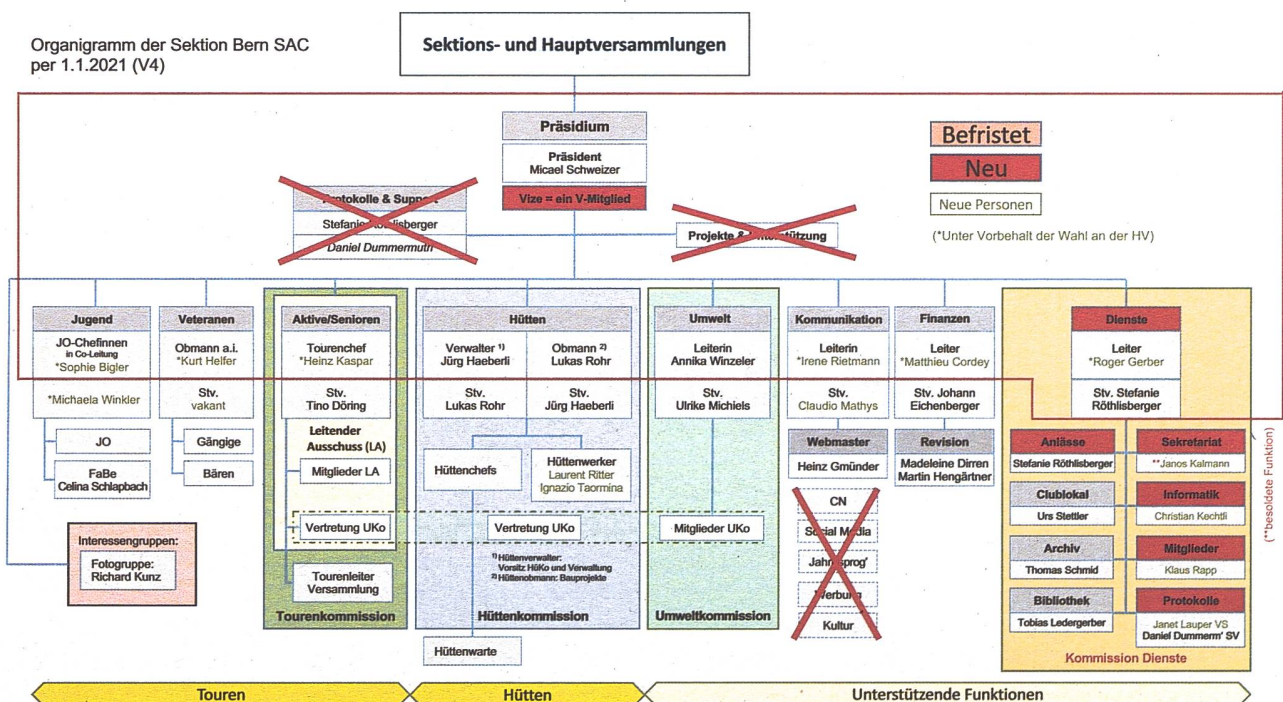 Organigramm der Sektion Bern SAC
per 1.1.2021 (V4)
Sektions- und Hauptversammlungen
Präsidium
Präsident
Micael Schweizer
Vize = ein V-Mitglied
Befristet
Neu
Neue Personen
(*Unter Vorbehalt der Wahl an der HV)
Protokolle & Support
Stefanie Röthlisberger
Daniel Dummermuth
Projekte & Unterstützung
Jugend
JO-Chefinnen
in Co-Leitung
*Sophie Bigler
*Michaela Winkler
JO
FaBe
Celina Schlapbach
Interessengruppen:
Fotogruppe:
Richard Kunz
Veteranen
Obmann a.i.
*Kurt Helfer
Stv.
vakant
Gängige
Bären
Aktive/Senioren
Tourenchef
*Heinz Kaspar
Stv.
Tino Döring
Leitender
Ausschuss (LA)
Mitglieder LA
Vertretung UKo
Tourenleiter
Versammlung
Tourenkommission
Hütten
Verwalter 1)
Jürg Haeberli
Obmann 2)
Lukas Rohr
Stv.
Lukas Rohr
Stv.
Jürg Haeberli
Hüttenchefs
Hüttenwerker
Laurent Ritter
Ignazio Taormina
Vertretung UKo
1) Hüttenverwalter:
Vorsitz HüKo und Verwaltung
2) Hüttenobmann: Bauprojekte
Hüttenkommission
Hüttenwarte
Umwelt
Leiterin
Annika Winzeler
Stv.
Ulrike Michiels
Mitglieder UKo
Umweltkommission
Kommunikation
Leiterin
*Irene Rietmann
Stv.
Claudio Mathys
Webmaster
Heinz Gmünder
CN
Social Media
Jahresprog'
Werbung
Kultur
Finanzen
Leiter
*Matthieu Cordey
Stv. Johann
Eichenberger
Revision
Madeleine Dirren
Martin Hengärtner
Dienste
Leiter
*Roger Gerber
Stv. Stefanie
Röthlisberger
Anlässe
Stefanie Röthlisberger
Sekretariat
**Janos Kalmann
Clublokal
Urs Stettler
Informatik
Christian Kechtli
Archiv
Thomas Schmid
Mitglieder
Klaus Rapp
Bibliothek
Tobias Ledergerber
Protokolle
Janet Lauper VS
Daniel Dummerm' SV
Kommission Dienste
(**besoldete Funktion)
Touren
Hütten
Unterstützende Funktionen